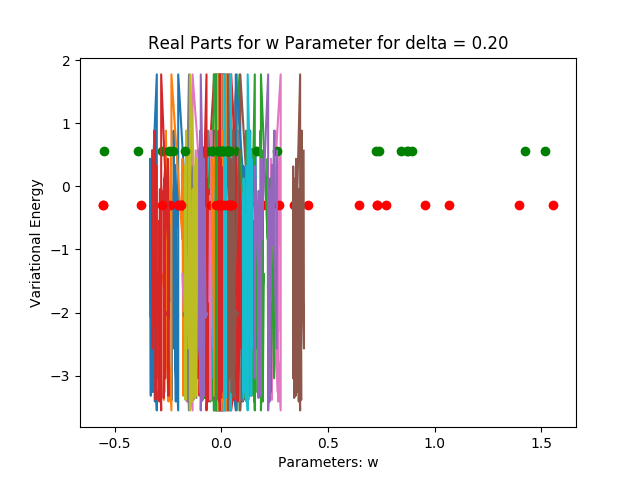 Real Parts for w Parameter for delta = 0.20
2
1
0
−1
−2
−3
Variational Energy
−0.5 0.0 0.5 1.0 1.5
Parameters: w